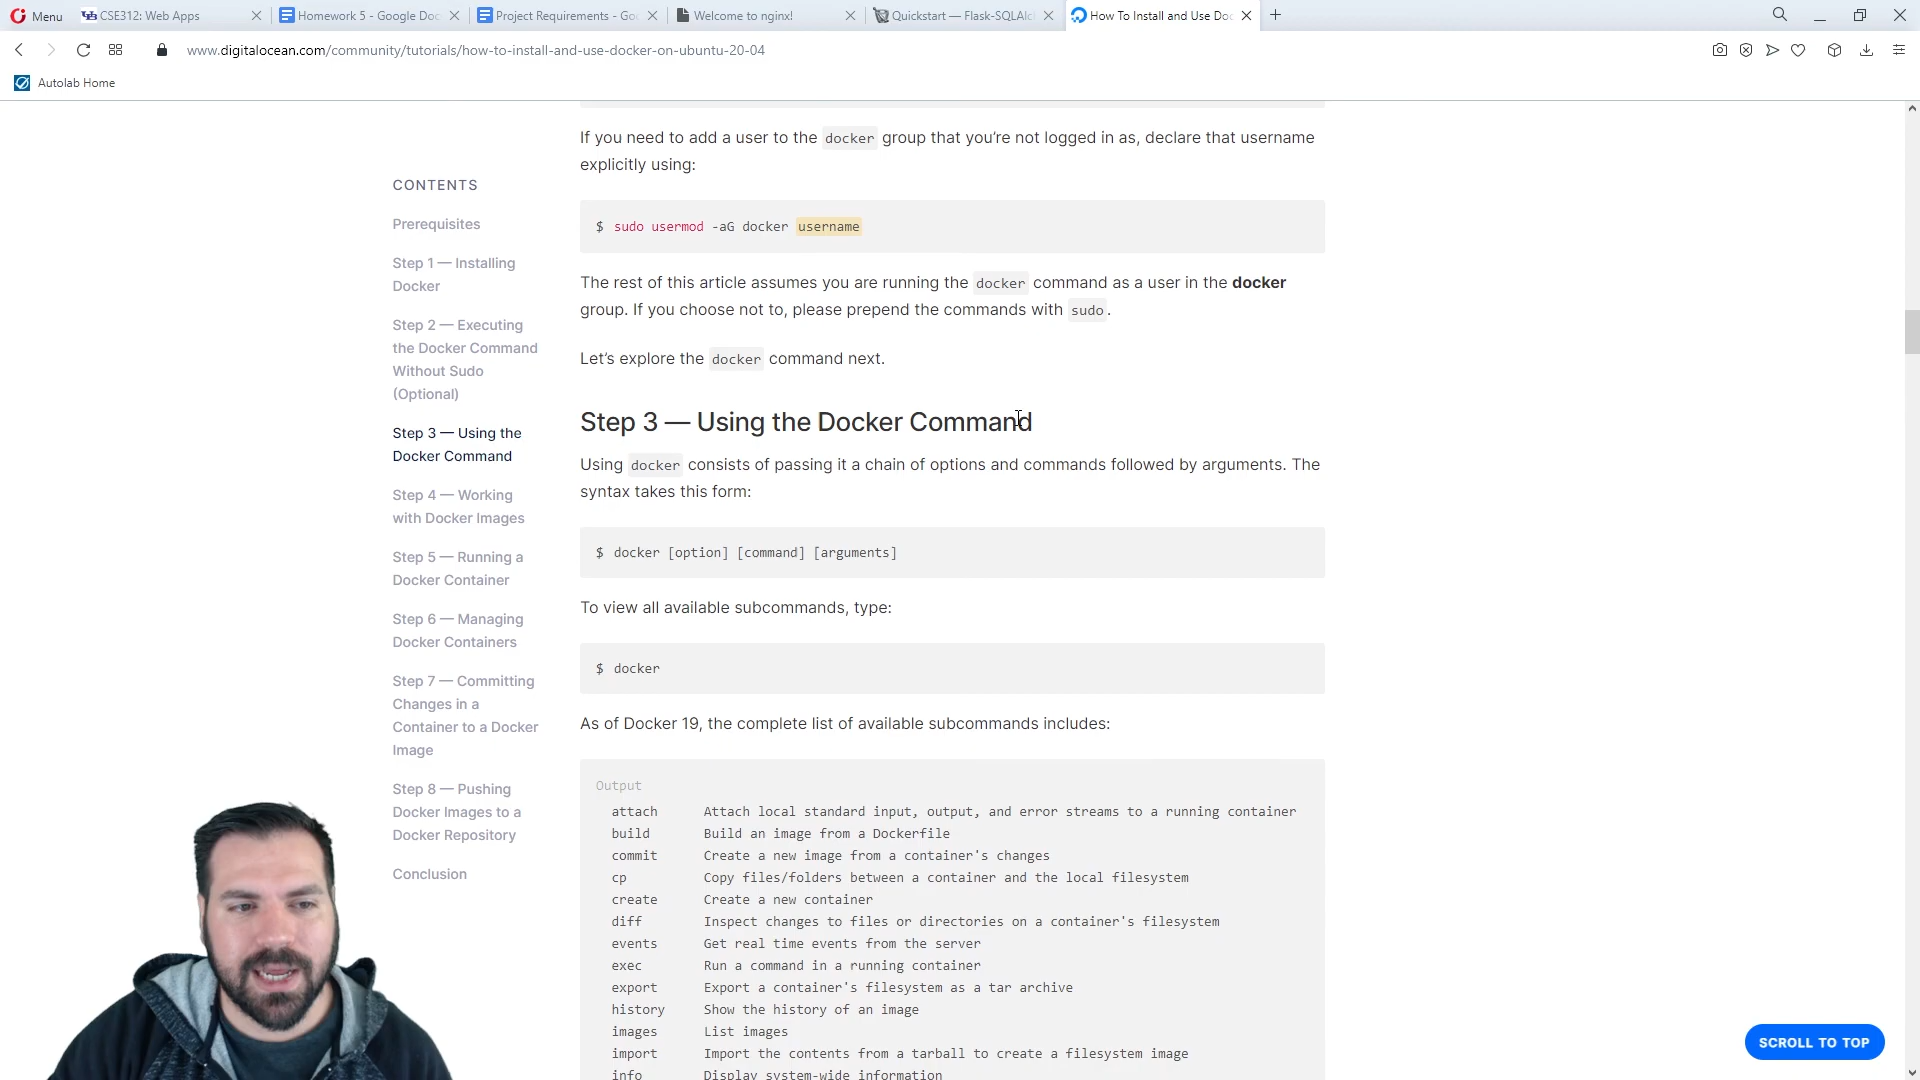 Menu
CSE312: Web Apps
Homework 5 - Google Doc
Project Requirements - Goo
Welcome to nginx!
Quickstart — Flask-SQLAlc
How To Install and Use Doc
www.digitalocean.com/community/tutorials/how-to-install-and-use-docker-on-ubuntu-20-04
Autolab Home
CONTENTS
Prerequisites
Step 1 — Installing
Docker
Step 2 — Executing
the Docker Command
Without Sudo
(Optional)
Step 3 — Using the
Docker Command
Step 4 — Working
with Docker Images
Step 5 — Running a
Docker Container
Step 6 — Managing
Docker Containers
Step 7 — Committing
Changes in a
Container to a Docker
Image
Step 8 — Pushing
Docker Images to a
Docker Repository
Conclusion
If you need to add a user to the docker group that you’re not logged in as, declare that username
explicitly using:
$ sudo usermod -aG docker username
The rest of this article assumes you are running the docker command as a user in the docker
group. If you choose not to, please prepend the commands with sudo.
Let’s explore the docker command next.
Step 3 — Using the Docker Command
Using docker consists of passing it a chain of options and commands followed by arguments. The
syntax takes this form:
$ docker [option] [command] [arguments]
To view all available subcommands, type:
$ docker
As of Docker 19, the complete list of available subcommands includes:
Output
attach Attach local standard input, output, and error streams to a running container
build Build an image from a Dockerfile
commit Create a new image from a container's changes
cp Copy files/folders between a container and the local filesystem
create Create a new container
diff Inspect changes to files or directories on a container's filesystem
events Get real time events from the server
exec Run a command in a running container
export Export a container's filesystem as a tar archive
history Show the history of an image
images List images
import Import the contents from a tarball to create a filesystem image
info Display system-wide information
SCROLL TO TOP